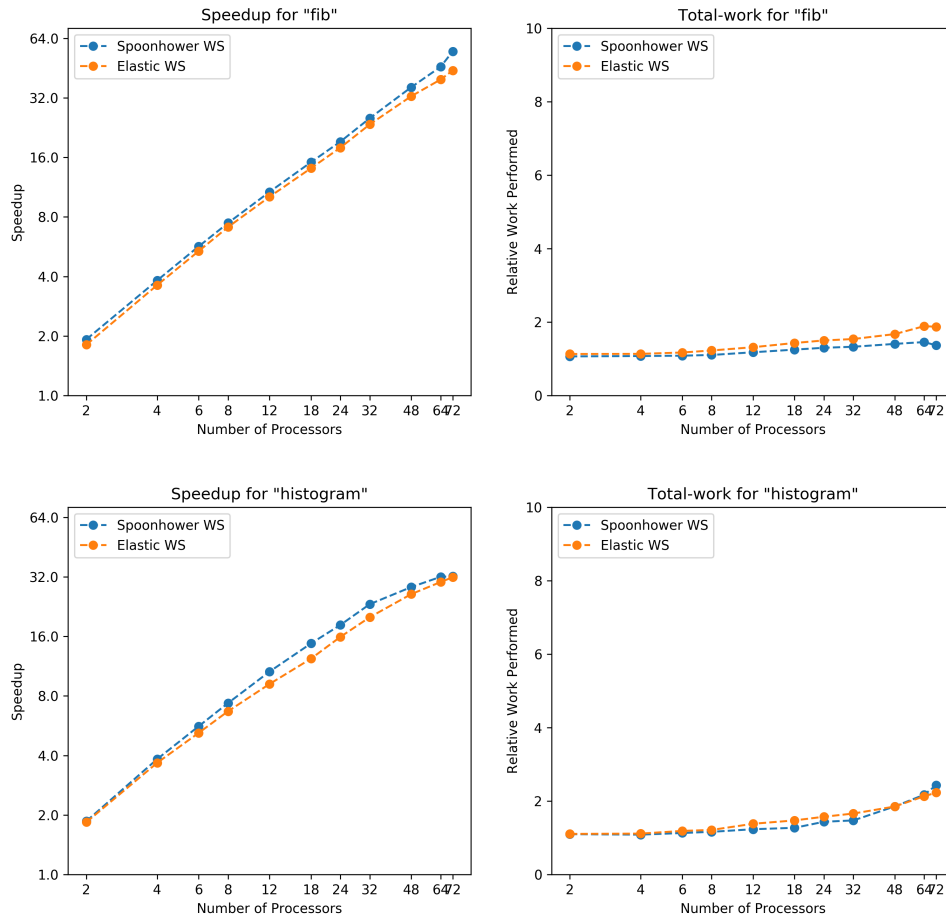 Speedup for "fib"
64.0
32.0
16.0
8.0
4.0
2.0
1.0
Speedup
Spoonhower WS
Elastic WS
2 4 6 8 12 18 24 32 48 64 72
Number of Processors
Total-work for "fib"
10
8
6
4
2
0
Relative Work Performed
Spoonhower WS
Elastic WS
2 4 6 8 12 18 24 32 48 64 72
Number of Processors
Speedup for "histogram"
64.0
32.0
16.0
8.0
4.0
2.0
1.0
Speedup
Spoonhower WS
Elastic WS
2 4 6 8 12 18 24 32 48 64 72
Number of Processors
Total-work for "histogram"
10
8
6
4
2
0
Relative Work Performed
Spoonhower WS
Elastic WS
2 4 6 8 12 18 24 32 48 64 72
Number of Processors